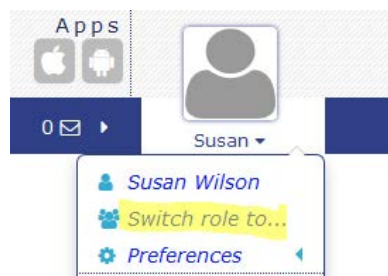 Apps
0
Susan
Susan Wilson
Switch role to...
Preferences